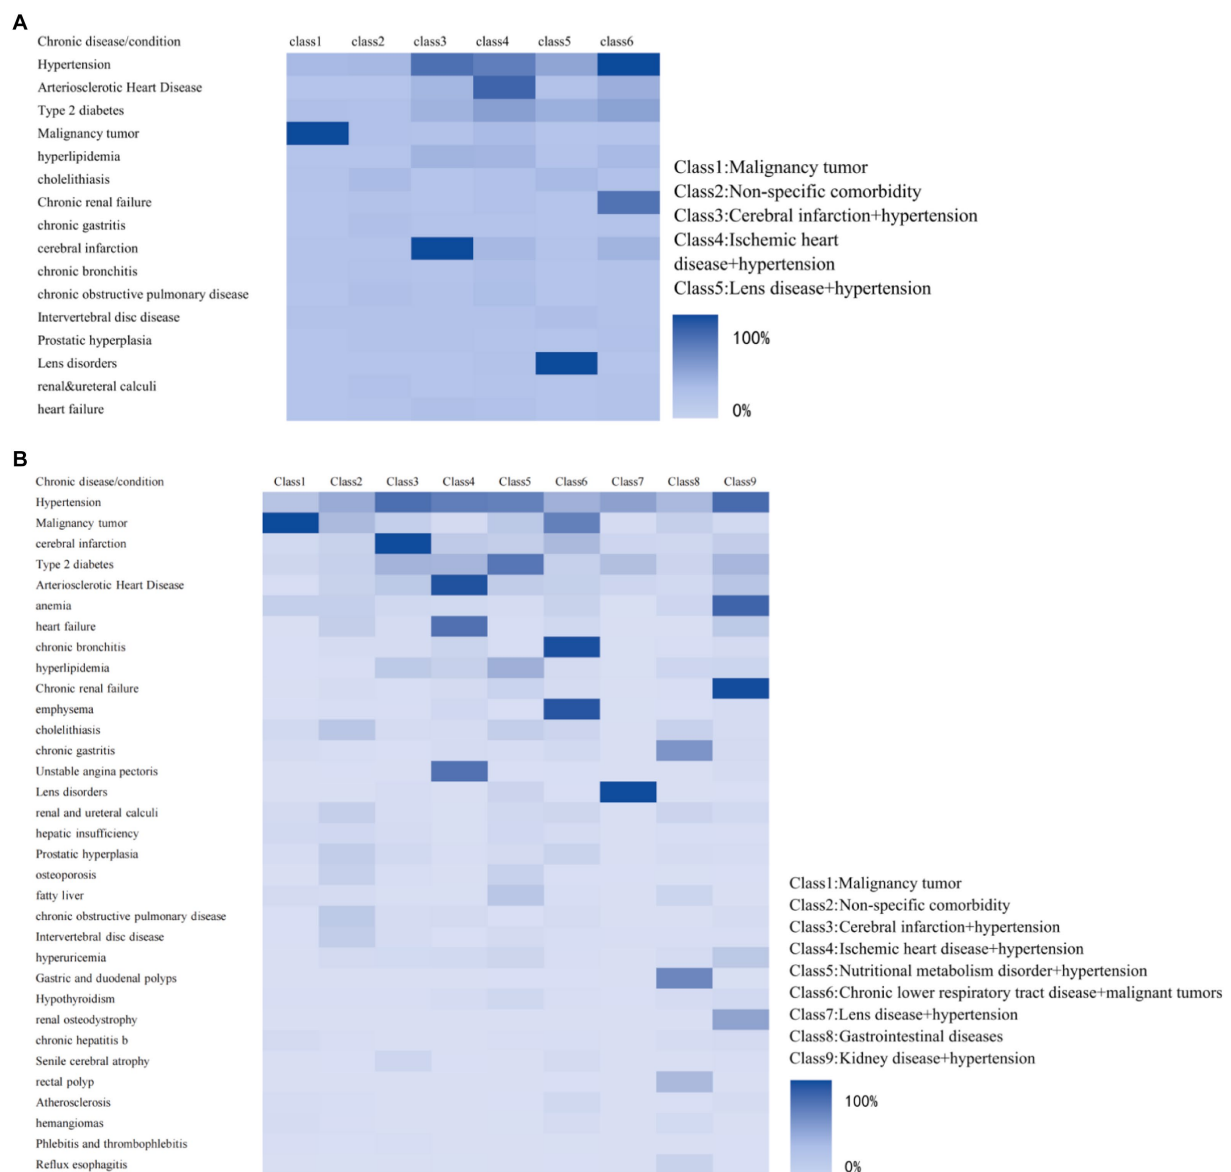 A
Chronic disease/condition class1 class2 class3 class4 class5 class6
Hypertension
Arteriosclerotic Heart Disease
Type 2 diabetes
Malignancy tumor
hyperlipidemia
cholelithiasis
Chronic renal failure
chronic gastritis
cerebral infarction
chronic bronchitis
chronic obstructive pulmonary disease
Intervertebral disc disease
Prostatic hyperplasia
Lens disorders
renal&ureteral calculi
heart failure
Class1:Malignancy tumor
Class2:Non-specific comorbidity
Class3:Cerebral infarction+hypertension
Class4:Ischemic heart
disease+hypertension
Class5:Lens disease+hypertension
100%
0%
B
Chronic disease/condition Class1 Class2 Class3 Class4 Class5 Class6 Class7 Class8 Class9
Hypertension
Malignancy tumor
cerebral infarction
Type 2 diabetes
Arteriosclerotic Heart Disease
anemia
heart failure
chronic bronchitis
hyperlipidemia
Chronic renal failure
emphysema
cholelithiasis
chronic gastritis
Unstable angina pectoris
Lens disorders
renal and ureteral calculi
hepatic insufficiency
Prostatic hyperplasia
osteoporosis
fatty liver
chronic obstructive pulmonary disease
Intervertebral disc disease
hyperuricemia
Gastric and duodenal polyps
Hypothyroidism
renal osteodystrophy
chronic hepatitis b
Senile cerebral atrophy
rectal polyp
Atherosclerosis
hemangiomas
Phlebitis and thrombophlebitis
Reflux esophagitis
Class1:Malignancy tumor
Class2:Non-specific comorbidity
Class3:Cerebral infarction+hypertension
Class4:Ischemic heart disease+hypertension
Class5:Nutritional metabolism disorder+hypertension
Class6:Chronic lower respiratory tract disease+malignant tumors
Class7:Lens disease+hypertension
Class8:Gastrointestinal diseases
Class9:Kidney disease+hypertension
100%
0%